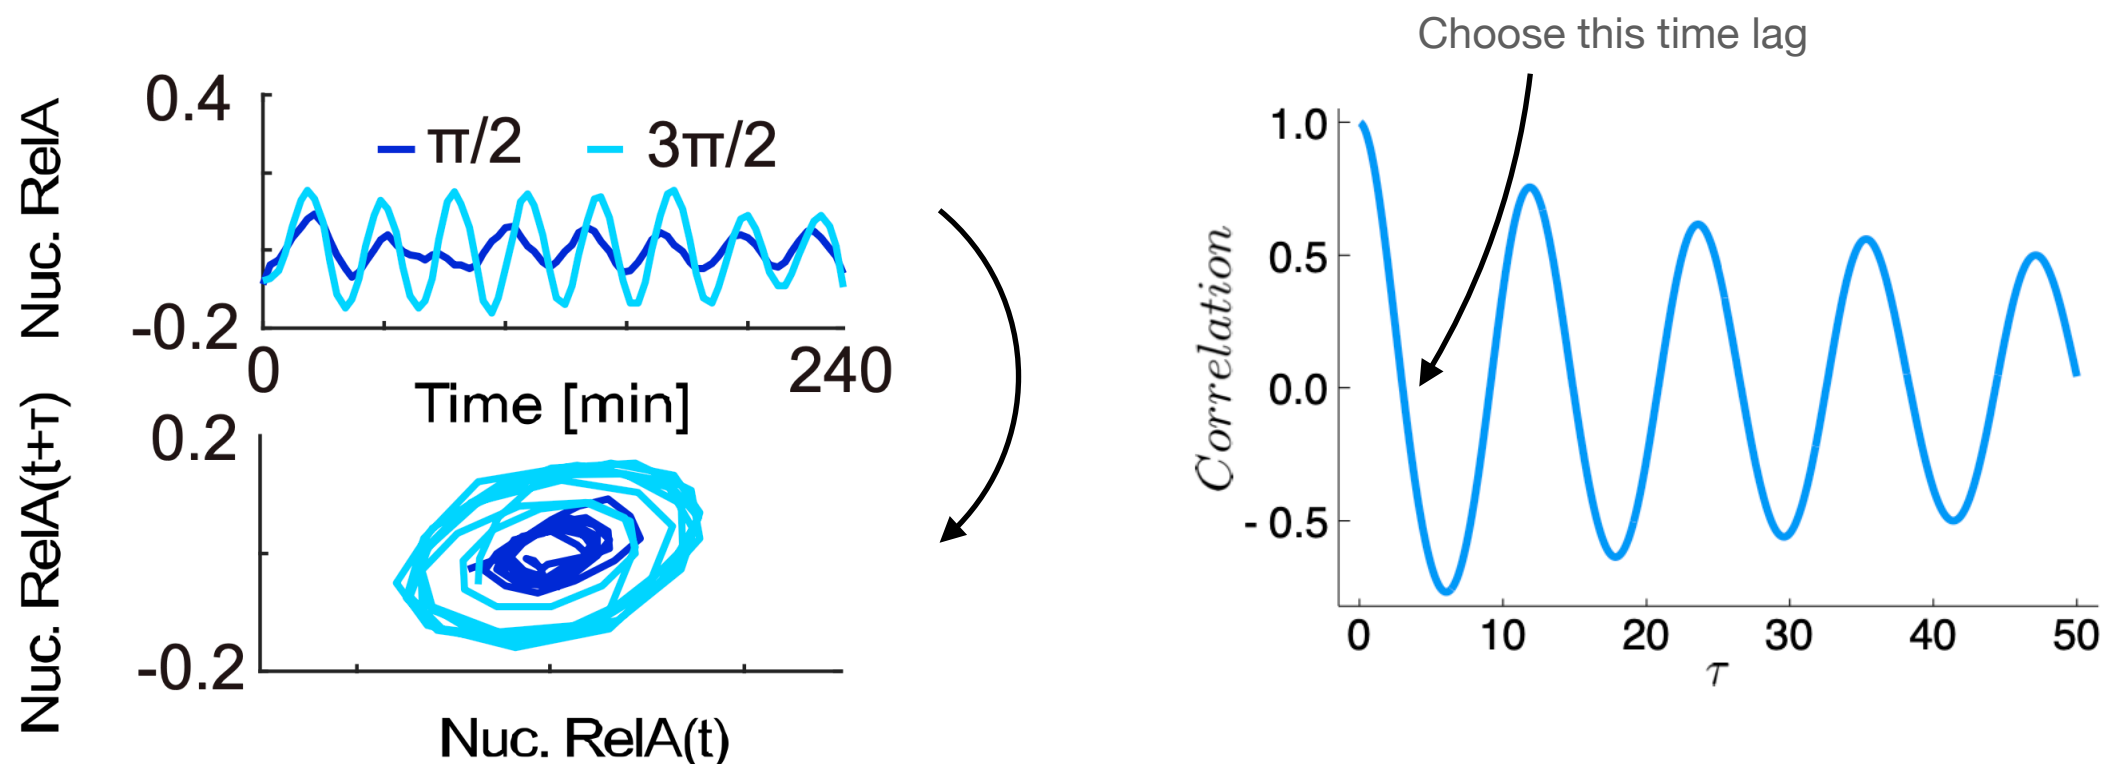 Choose this time lag
Nuc. RelA
0.4
-0.2
π/2
3π/2
0
240
Time [min]
Nuc. RelA(t+τ)
0.2
-0.2
Nuc. RelA(t)
Correlation
1.0
0.5
0.0
- 0.5
0 10 20 30 40 50
τ